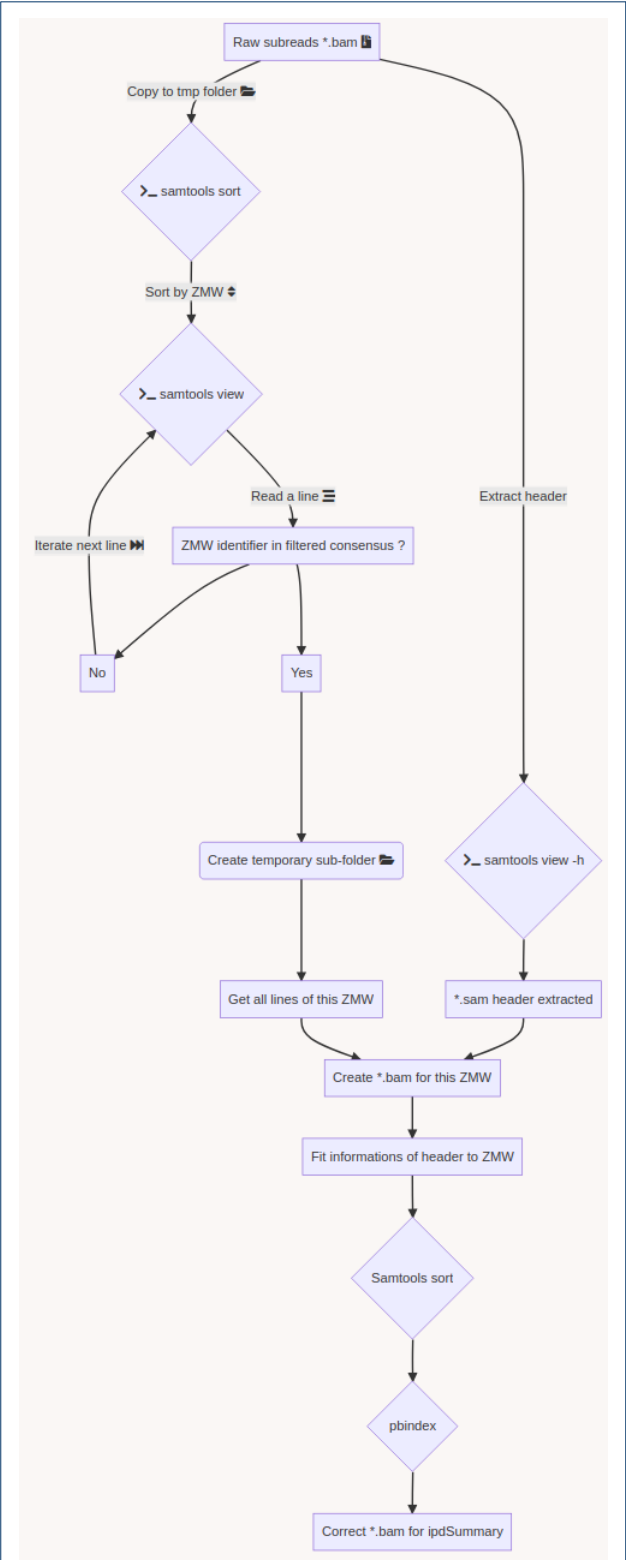 Raw subreads *.bam
Copy to tmp folder
>_ samtools sort
Sort by ZMW
>_ samtools view
Read a line
Extract header
Iterate next line
ZMW identifier in filtered consensus ?
No
Yes
Create temporary sub-folder
>_ samtools view -h
Get all lines of this ZMW
*.sam header extracted
Create *.bam for this ZMW
Fit informations of header to ZMW
Samtools sort
pbindex
Correct *.bam for ipdSummary